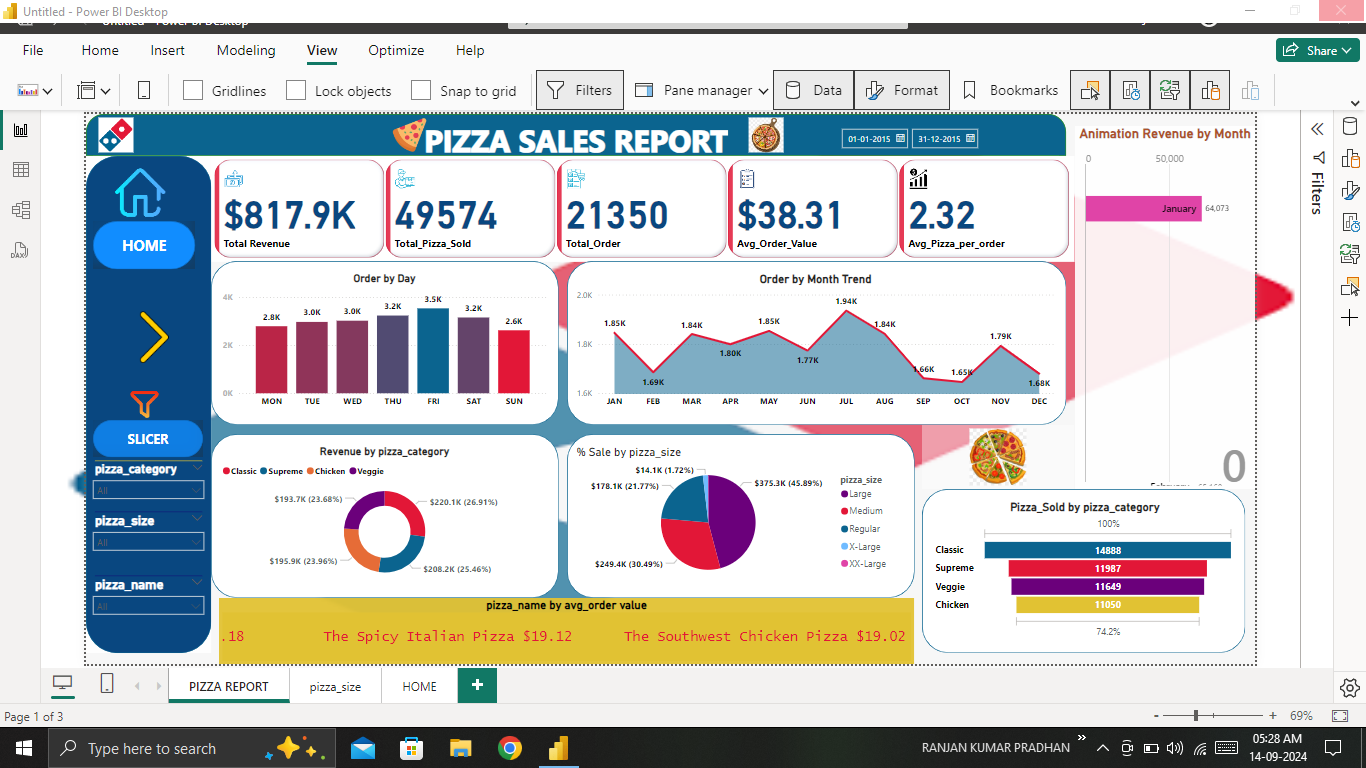 Untitled - Power BI Desktop
File Home Insert Modeling View Optimize Help
Share
Gridlines Lock objects Snap to grid Filters Pane manager Data Format Bookmarks
PIZZA SALES REPORT
01-01-2015 31-12-2015
Animation Revenue by Month
0 50,000
January 64,073
0
Filters
HOME
SLICER
pizza_category
All
pizza_size
All
pizza_name
All
$817.9K
Total Revenue
49574
Total_Pizza_Sold
21350
Total_Order
$38.31
Avg_Order_Value
2.32
Avg_Pizza_per_order
Order by Day
4K
2K
0K
2.8K 3.0K 3.0K 3.2K 3.5K 3.2K 2.6K
MON TUE WED THU FRI SAT SUN
Order by Month Trend
2.0K
1.8K
1.6K
1.85K 1.69K 1.84K 1.80K 1.85K 1.77K 1.94K 1.84K 1.66K 1.65K 1.79K 1.68K
JAN FEB MAR APR MAY JUN JUL AUG SEP OCT NOV DEC
Revenue by pizza_category
Classic Supreme Chicken Veggie
$193.7K (23.68%)
$220.1K (26.91%)
$195.9K (23.96%)
$208.2K (25.46%)
% Sale by pizza_size
$14.1K (1.72%)
$178.1K (21.77%)
$375.3K (45.89%)
$249.4K (30.49%)
pizza_size
Large
Medium
Regular
X-Large
XX-Large
Pizza_Sold by pizza_category
100%
Classic 14888
Supreme 11987
Veggie 11649
Chicken 11050
74.2%
pizza_name by avg_order value
.18 The Spicy Italian Pizza $19.12 The Southwest Chicken Pizza $19.02
PIZZA REPORT pizza_size HOME +
Page 1 of 3
- + 69%
Type here to search
RANJAN KUMAR PRADHAN
05:28 AM
14-09-2024